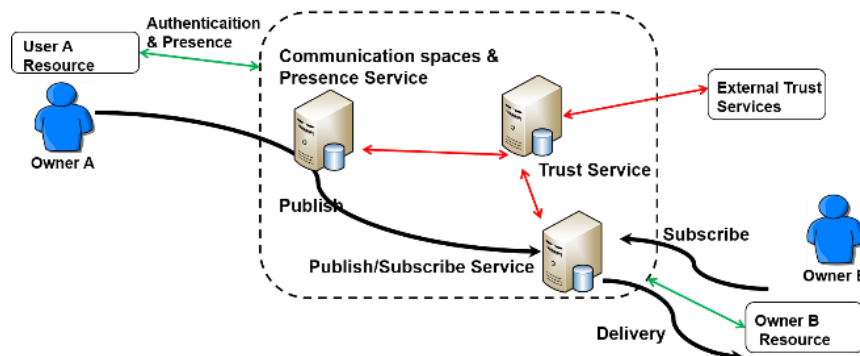 Authenticaition
& Presence
User A
Resource
Owner A
Communication spaces &
Presence Service
External Trust
Services
Trust Service
Publish
Publish/Subscribe Service
Subscribe
Owner B
Delivery
Owner B
Resource